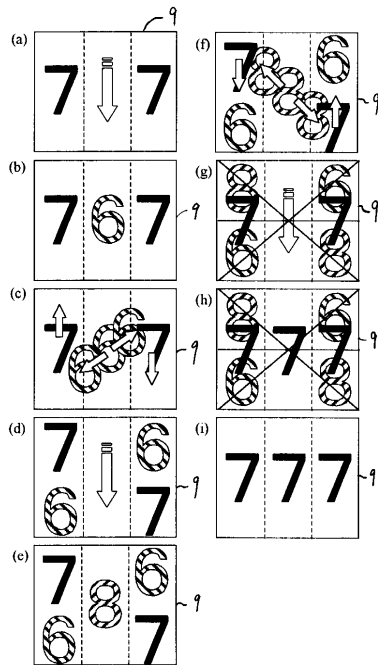 9
(a)
7 7
(b)
7 6 7 9
(c)
7 6 6 6 7 9
(d)
7 6
6 7 9
(e)
7 8 6
6 7 9
(f)
7 8 8 8 6
6 7 9
(g)
8 6
7 7 9
6 8
(h)
8 6
7 7 7 9
6 8
(i)
7 7 7 9